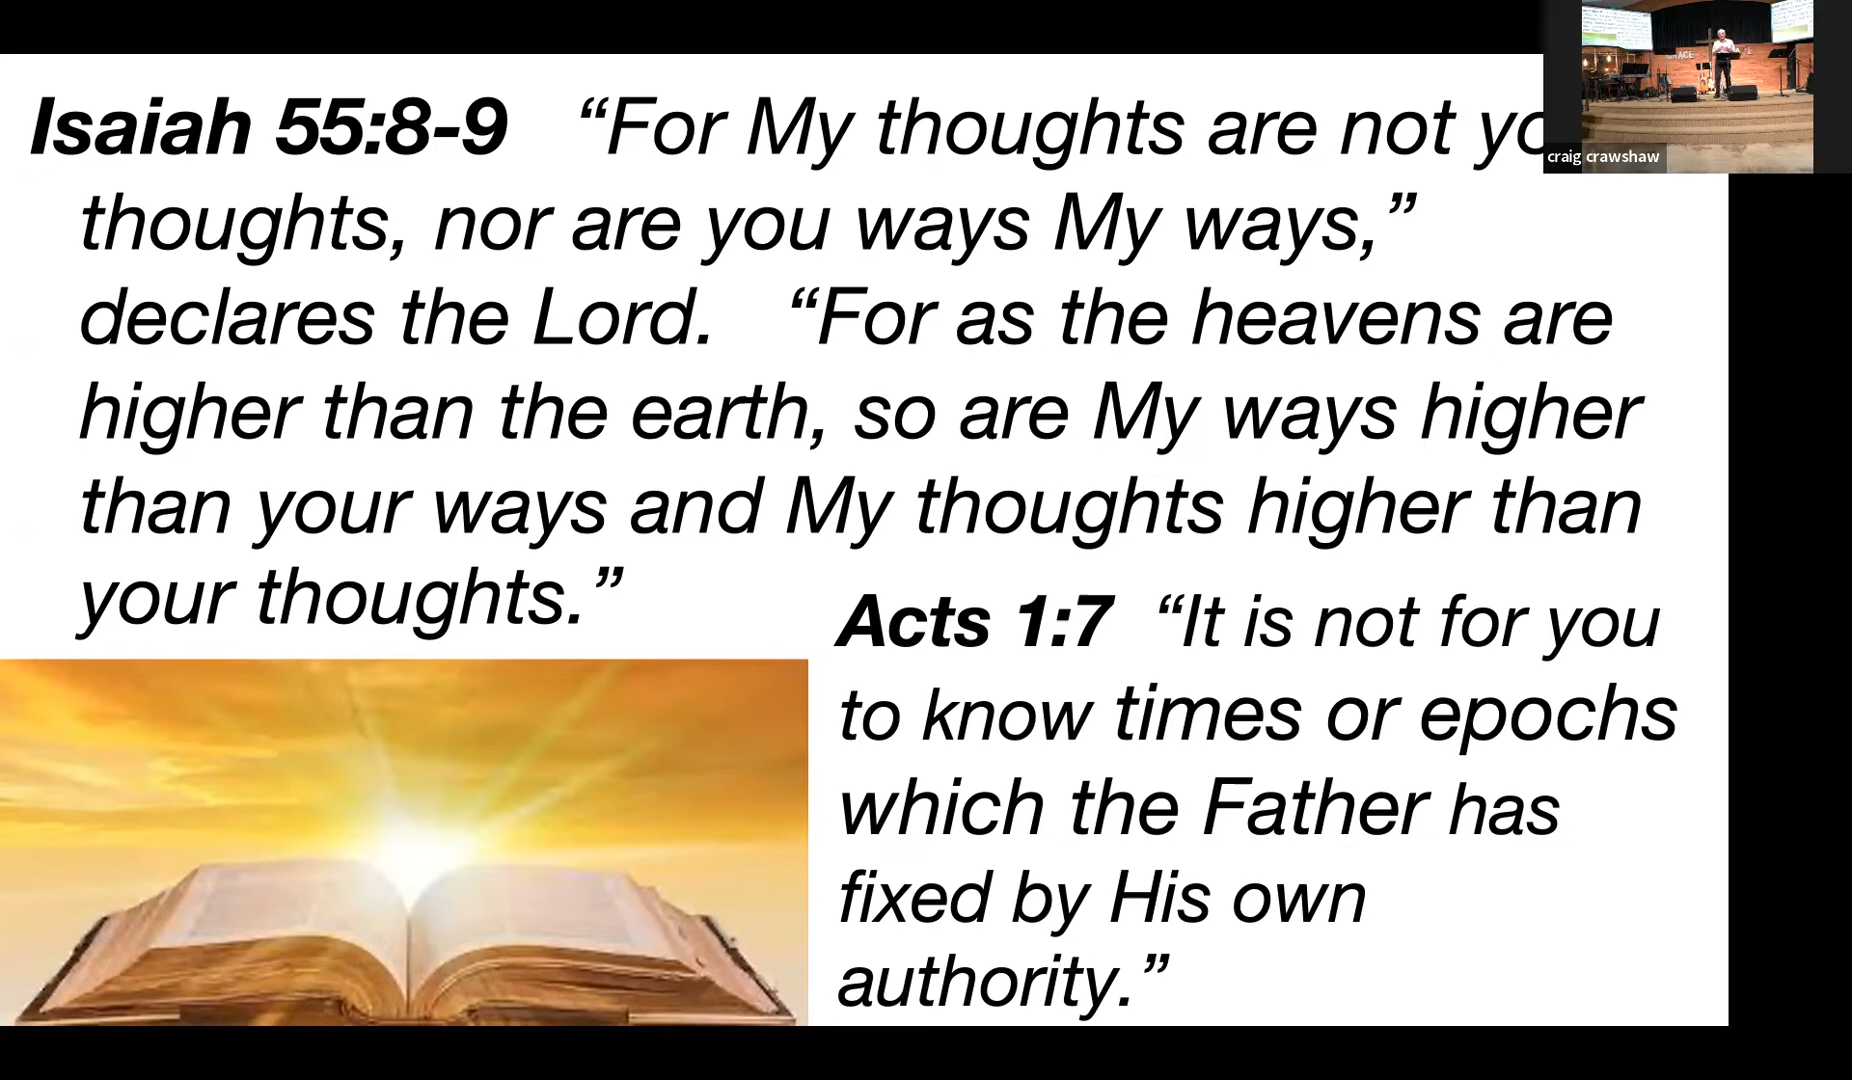 Isaiah 55:8-9 “For My thoughts are not yo
thoughts, nor are you ways My ways,”
declares the Lord. “For as the heavens are
higher than the earth, so are My ways higher
than your ways and My thoughts higher than
your thoughts.”
Acts 1:7 “It is not for you
to know times or epochs
which the Father has
fixed by His own
authority.”
craig crawshaw